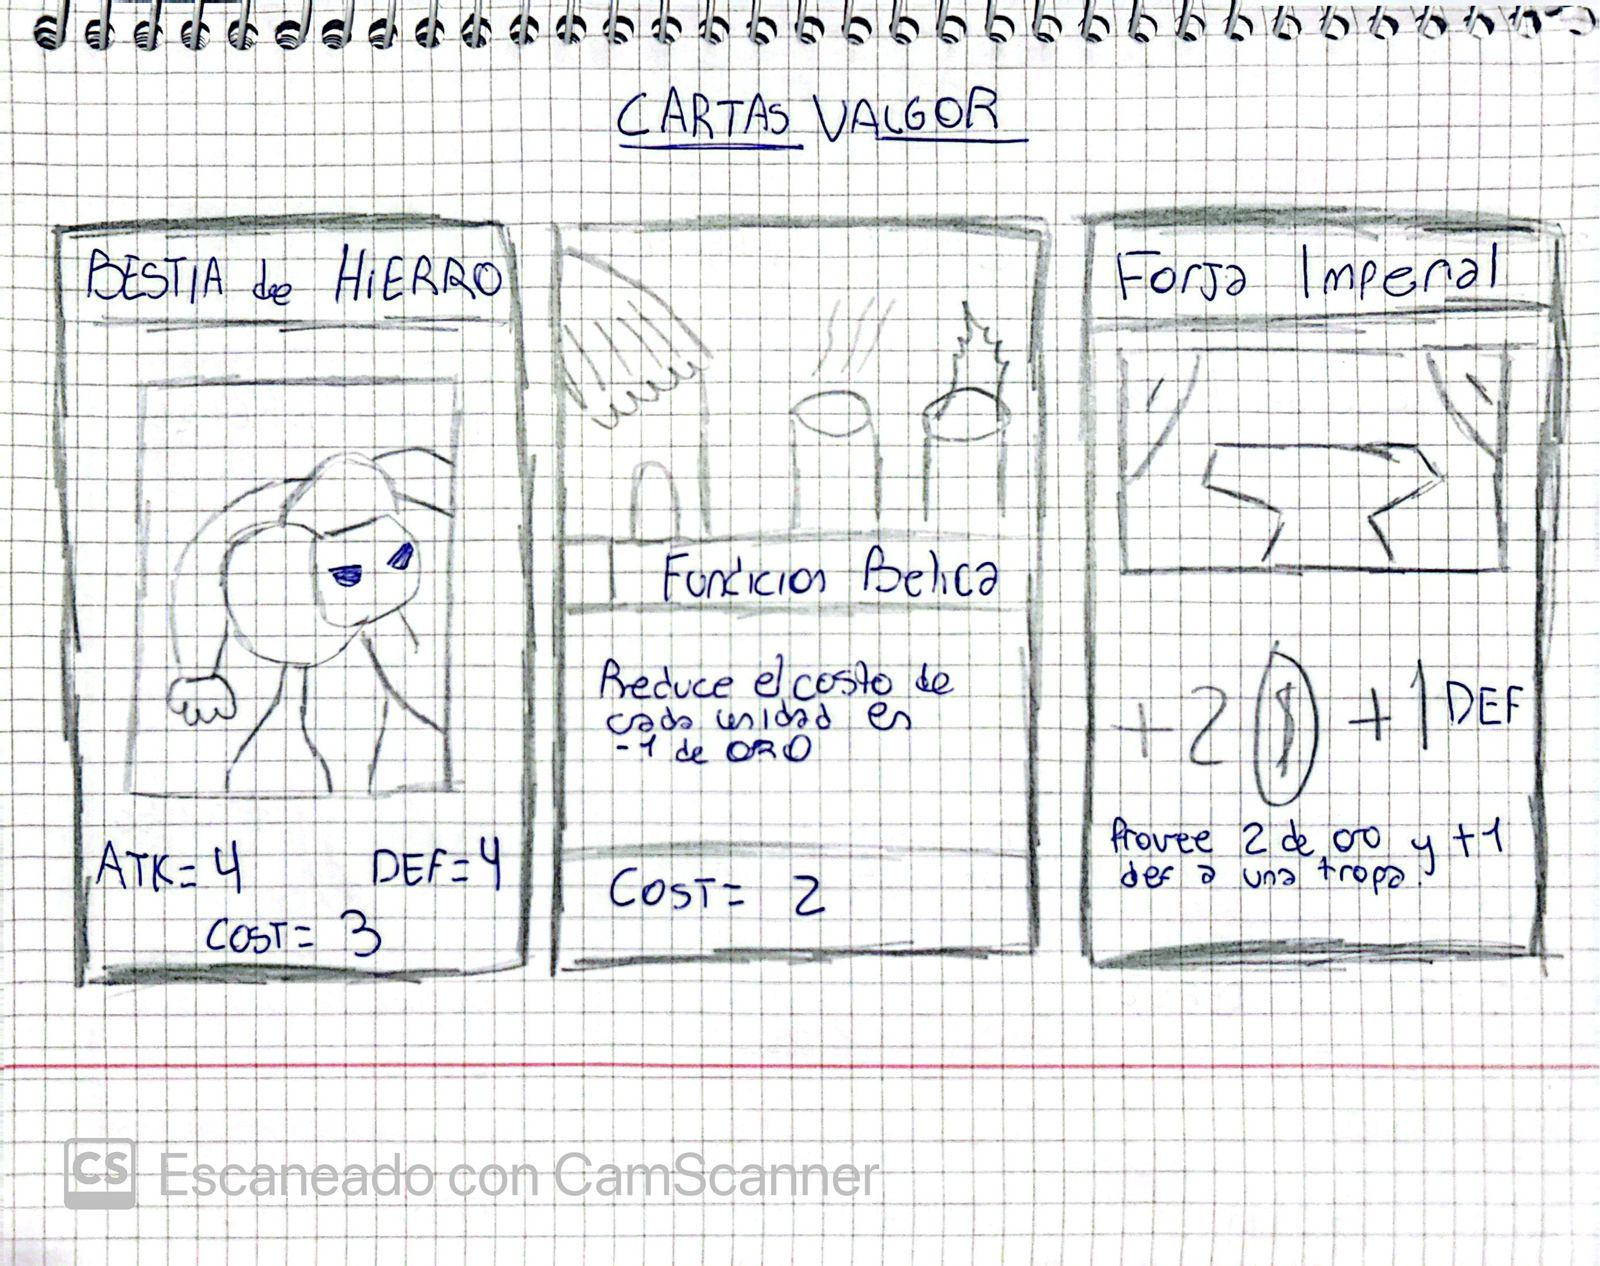 CARTAS VALGOR
BESTIA de HIERRO
ATK= 4 DEF=4
COST= 3
Fundicion Belica
Reduce el costo de
cada unidad en
-1 de ORO
COST= 2
Forja Imperial
+2 $ +1 DEF
Provee 2 de oro y +1
def a una tropa.
CS Escaneado con CamScanner